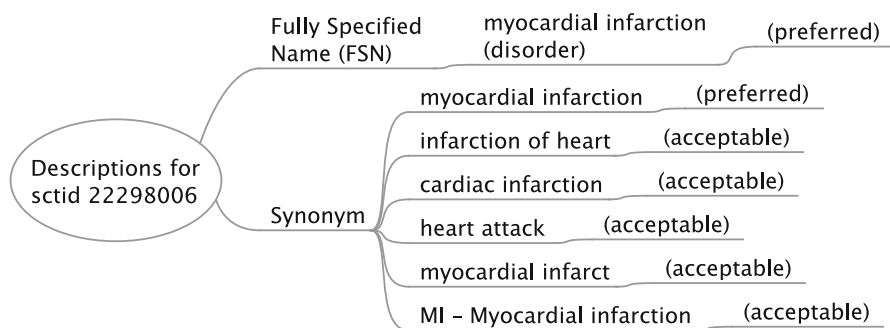 Fully Specified
Name (FSN)
myocardial infarction
(disorder)
(preferred)
Descriptions for
sctid 22298006
Synonym
myocardial infarction (preferred)
infarction of heart (acceptable)
cardiac infarction (acceptable)
heart attack (acceptable)
myocardial infarct (acceptable)
MI – Myocardial infarction (acceptable)